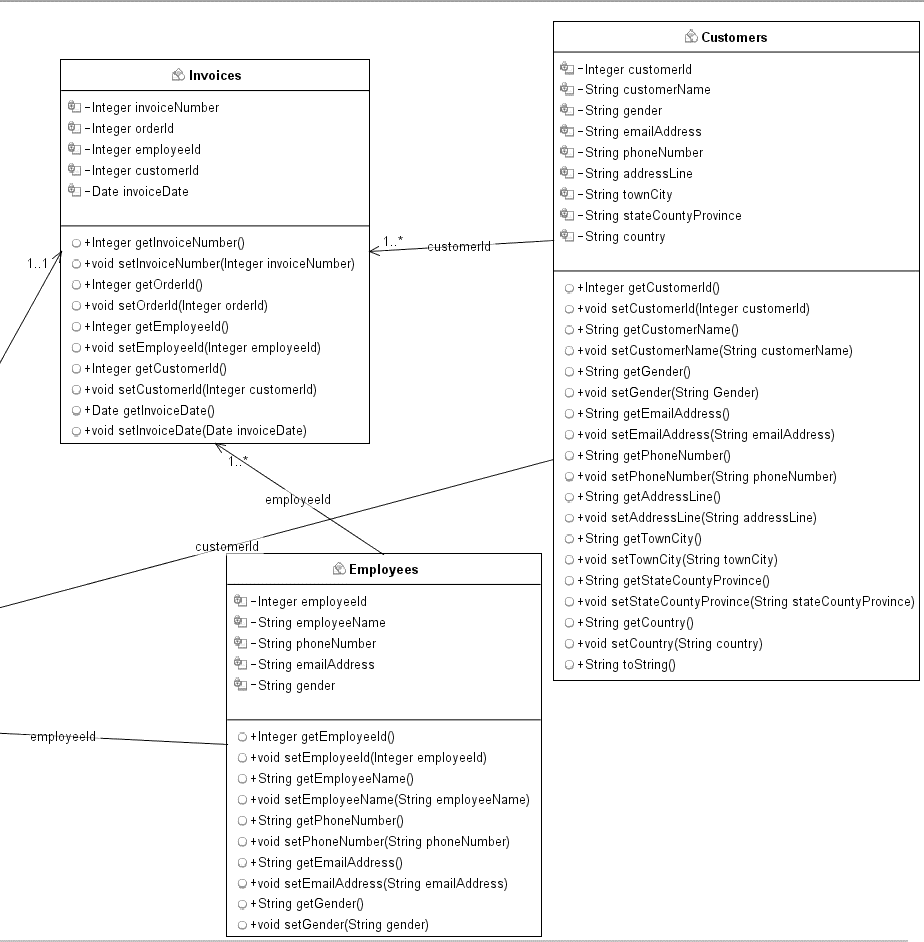 Invoices
-Integer invoiceNumber
-Integer orderId
-Integer employeeId
-Integer customerId
-Date invoiceDate
+Integer getInvoiceNumber()
+void setInvoiceNumber(Integer invoiceNumber)
+Integer getOrderId()
+void setOrderId(Integer orderId)
+Integer getEmployeeId()
+void setEmployeeId(Integer employeeId)
+Integer getCustomerId()
+void setCustomerId(Integer customerId)
+Date getInvoiceDate()
+void setInvoiceDate(Date invoiceDate)
1..1
1..*
customerId
1..*
employeeId
customerId
employeeId
Customers
-Integer customerId
-String customerName
-String gender
-String emailAddress
-String phoneNumber
-String addressLine
-String townCity
-String stateCountyProvince
-String country
+Integer getCustomerId()
+void setCustomerId(Integer customerId)
+String getCustomerName()
+void setCustomerName(String customerName)
+String getGender()
+void setGender(String Gender)
+String getEmailAddress()
+void setEmailAddress(String emailAddress)
+String getPhoneNumber()
+void setPhoneNumber(String phoneNumber)
+String getAddressLine()
+void setAddressLine(String addressLine)
+String getTownCity()
+void setTownCity(String townCity)
+String getStateCountyProvince()
+void setStateCountyProvince(String stateCountyProvince)
+String getCountry()
+void setCountry(String country)
+String toString()
Employees
-Integer employeeId
-String employeeName
-String phoneNumber
-String emailAddress
-String gender
+Integer getEmployeeId()
+void setEmployeeId(Integer employeeId)
+String getEmployeeName()
+void setEmployeeName(String employeeName)
+String getPhoneNumber()
+void setPhoneNumber(String phoneNumber)
+String getEmailAddress()
+void setEmailAddress(String emailAddress)
+String getGender()
+void setGender(String gender)